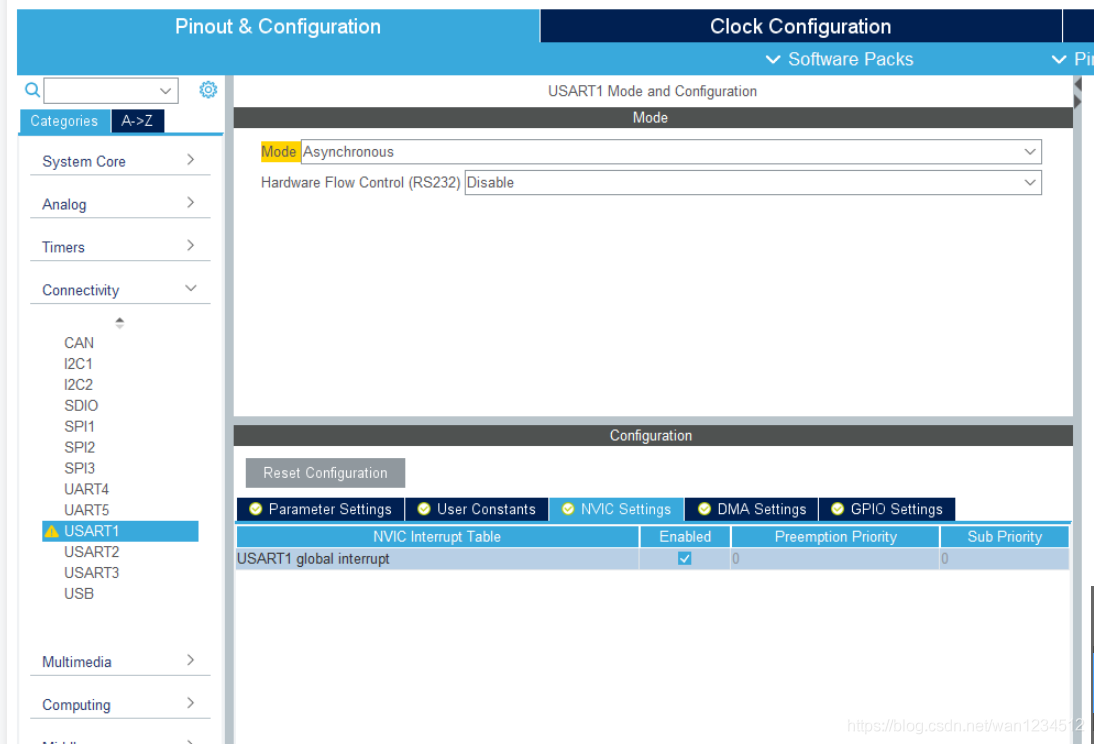 Pinout & Configuration
Clock Configuration
Software Packs
Pi
Categories
A->Z
System Core
Analog
Timers
Connectivity
CAN
I2C1
I2C2
SDIO
SPI1
SPI2
SPI3
UART4
UART5
USART1
USART2
USART3
USB
Multimedia
Computing
USART1 Mode and Configuration
Mode
Mode Asynchronous
Hardware Flow Control (RS232) Disable
Configuration
Reset Configuration
Parameter Settings
User Constants
NVIC Settings
DMA Settings
GPIO Settings
NVIC Interrupt Table Enabled Preemption Priority Sub Priority
USART1 global interrupt 0 0
https://blog.csdn.net/wan1234512